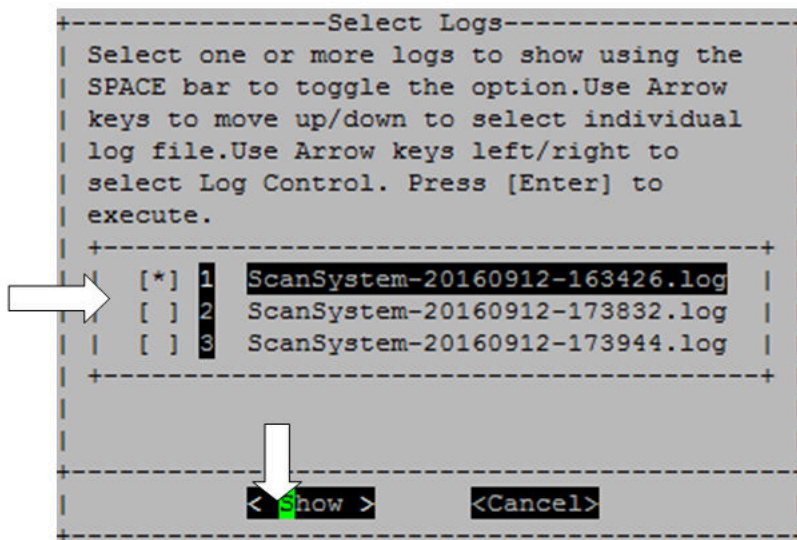 Select Logs
Select one or more logs to show using the
SPACE bar to toggle the option.Use Arrow
keys to move up/down to select individual
log file.Use Arrow keys left/right to
select Log Control. Press [Enter] to
execute.
[*] 1 ScanSystem-20160912-163426.log
[ ] 2 ScanSystem-20160912-173832.log
[ ] 3 ScanSystem-20160912-173944.log
< Show > <Cancel>